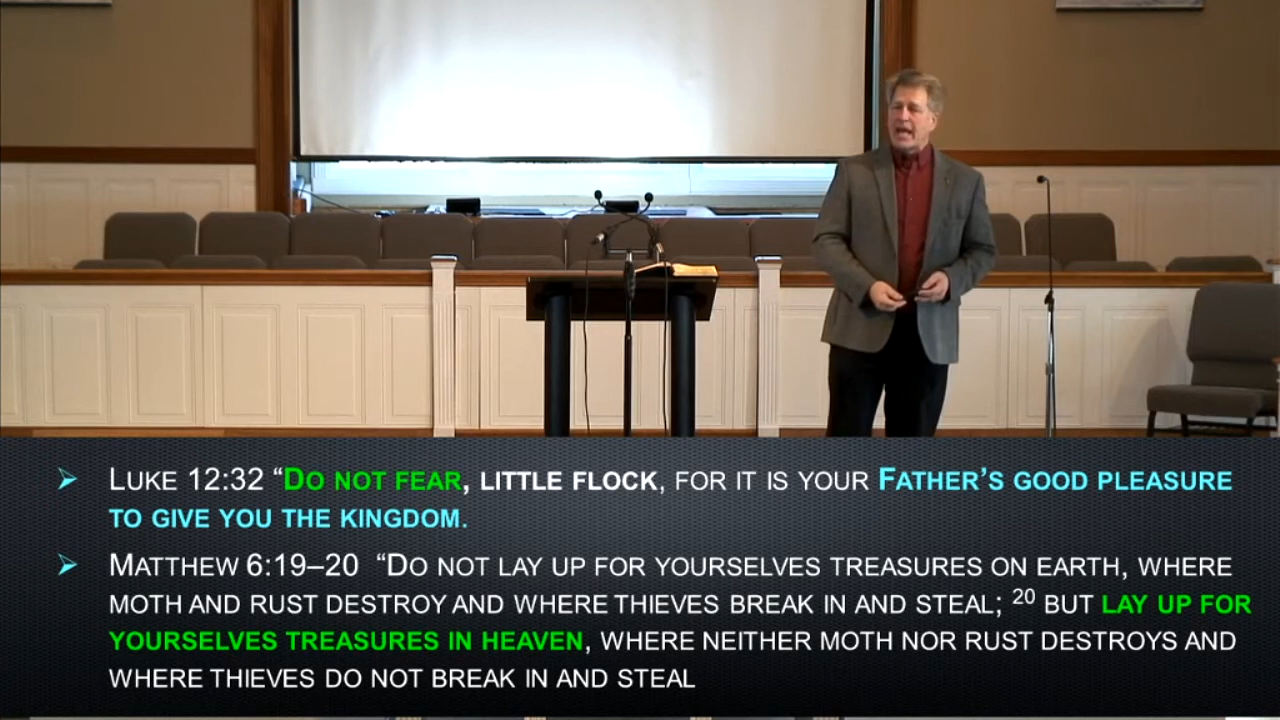 LUKE 12:32 “DO NOT FEAR, LITTLE FLOCK, FOR IT IS YOUR FATHER’S GOOD PLEASURE
TO GIVE YOU THE KINGDOM.
MATTHEW 6:19–20 “DO NOT LAY UP FOR YOURSELVES TREASURES ON EARTH, WHERE
MOTH AND RUST DESTROY AND WHERE THIEVES BREAK IN AND STEAL; 20 BUT LAY UP FOR
YOURSELVES TREASURES IN HEAVEN, WHERE NEITHER MOTH NOR RUST DESTROYS AND
WHERE THIEVES DO NOT BREAK IN AND STEAL